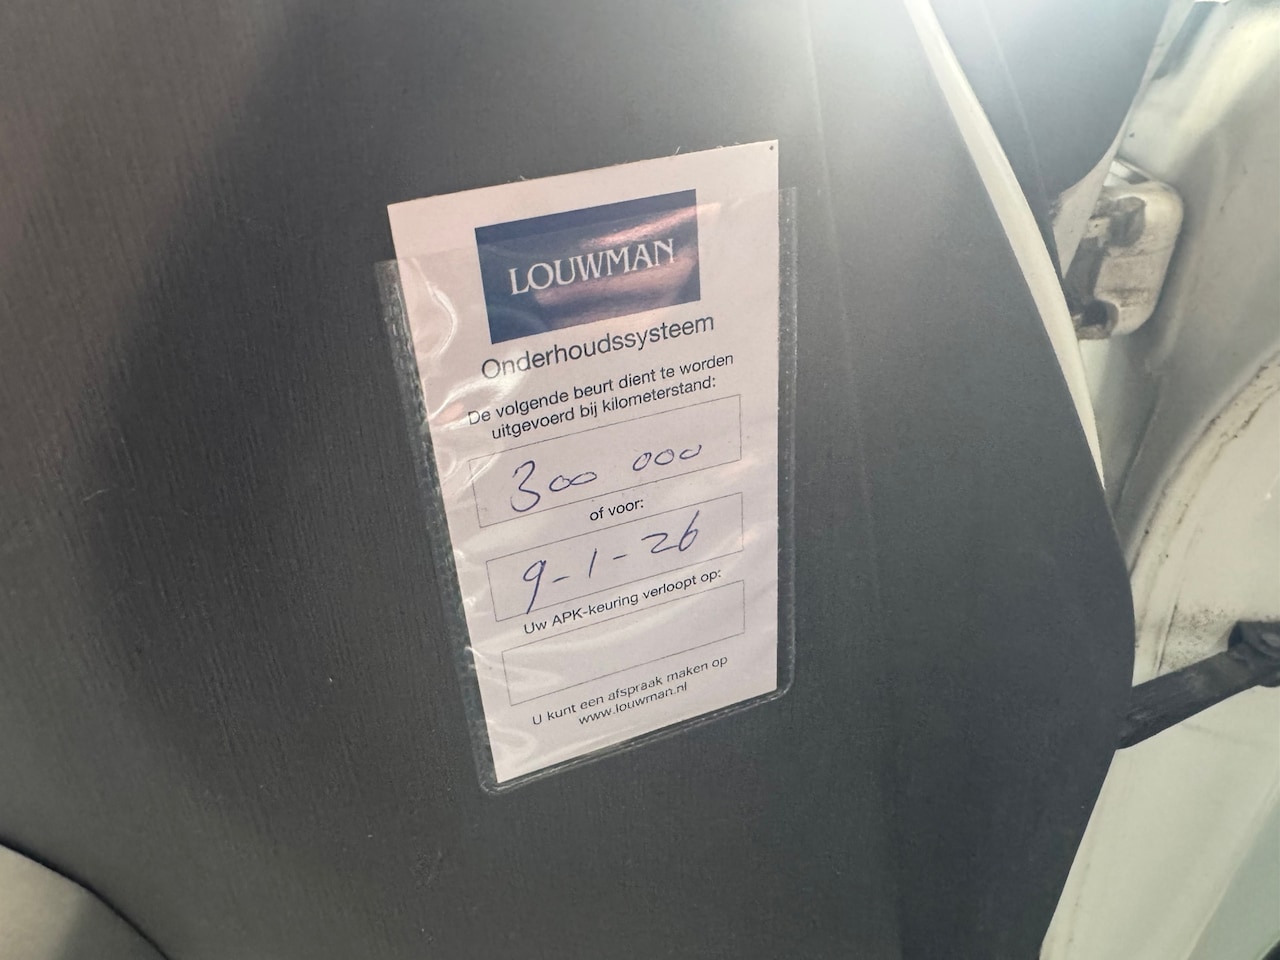 LOUWMAN
Onderhoudssysteem
De volgende beurt dient te worden
uitgevoerd bij kilometerstand:
300 000
of voor:
9-1-26
Uw APK-keuring verloopt op:
U kunt een afspraak maken op
www.louwman.nl